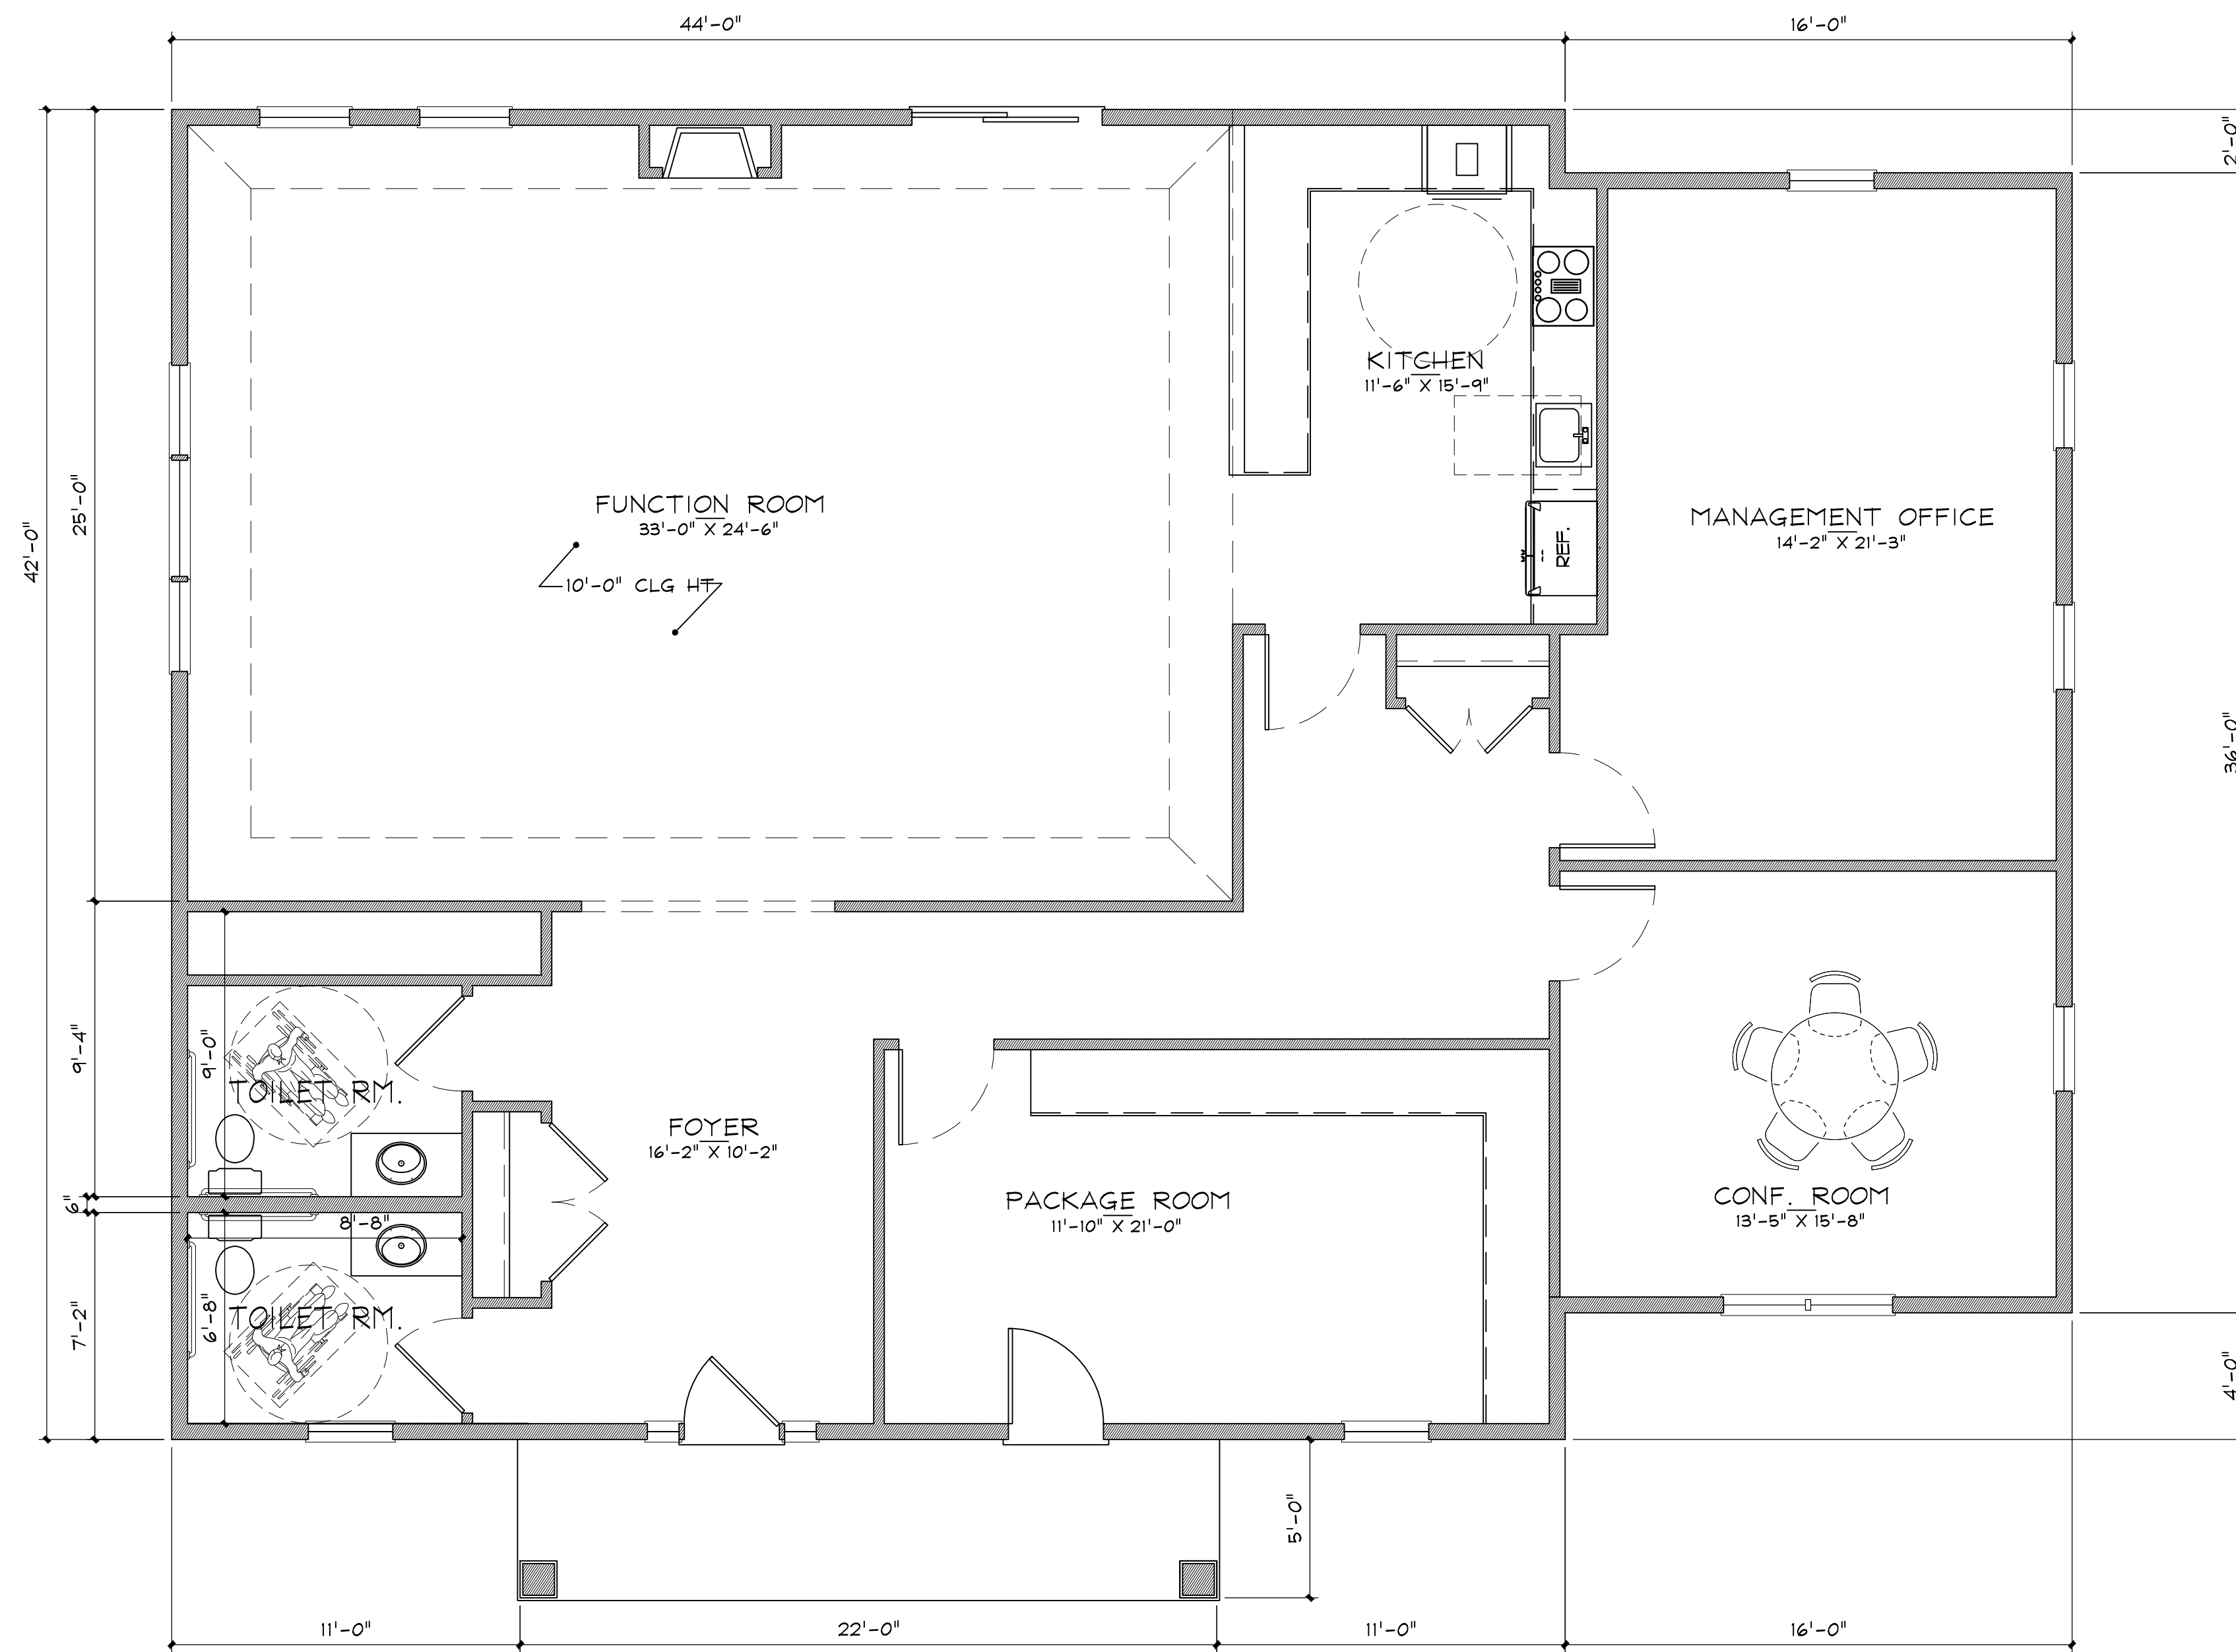 44'-0"
16'-0"
2'-0"
42'-0"
25'-0"
KITCHEN
11'-6" X 15'-9"
FUNCTION ROOM
33'-0" X 24'-6"
10'-0" CLG HT
REF.
MANAGEMENT OFFICE
14'-2" X 21'-3"
36'-0"
9'-4"
9'-0"
TOILET RM.
FOYER
16'-2" X 10'-2"
PACKAGE ROOM
11'-10" X 21'-0"
CONF. ROOM
13'-5" X 15'-8"
6"
8'-8"
7'-2"
6'-8"
TOILET RM.
4'-0"
5'-0"
11'-0"
22'-0"
11'-0"
16'-0"